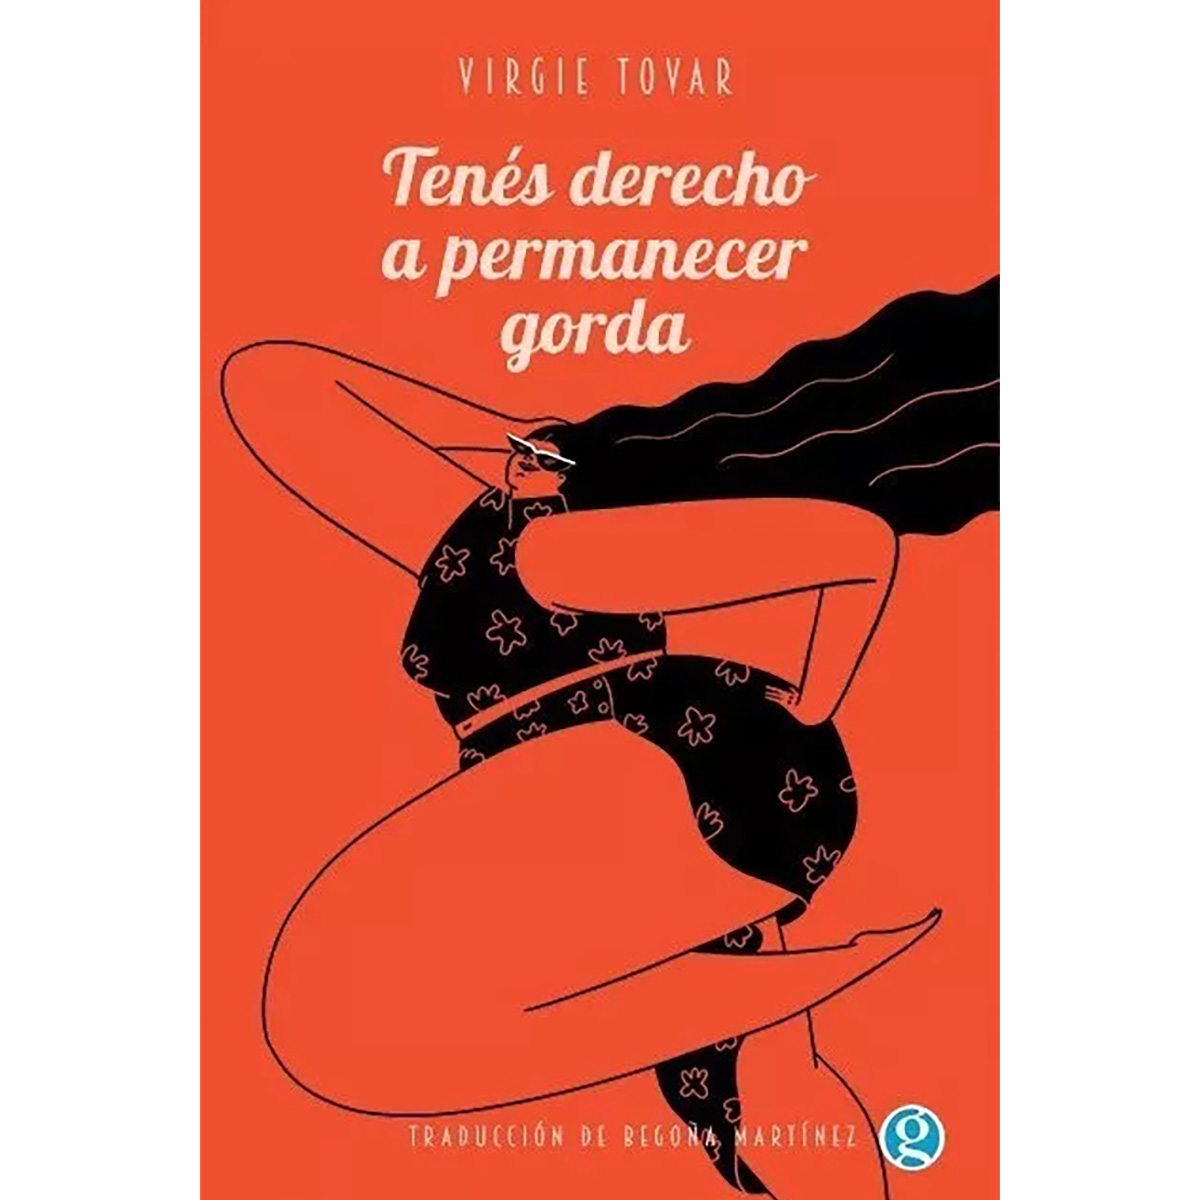 VIRGIE TOVAR
Tenés derecho
a permanecer
gorda
TRADUCCIÓN DE BEGOÑA MARTÍNEZ
g